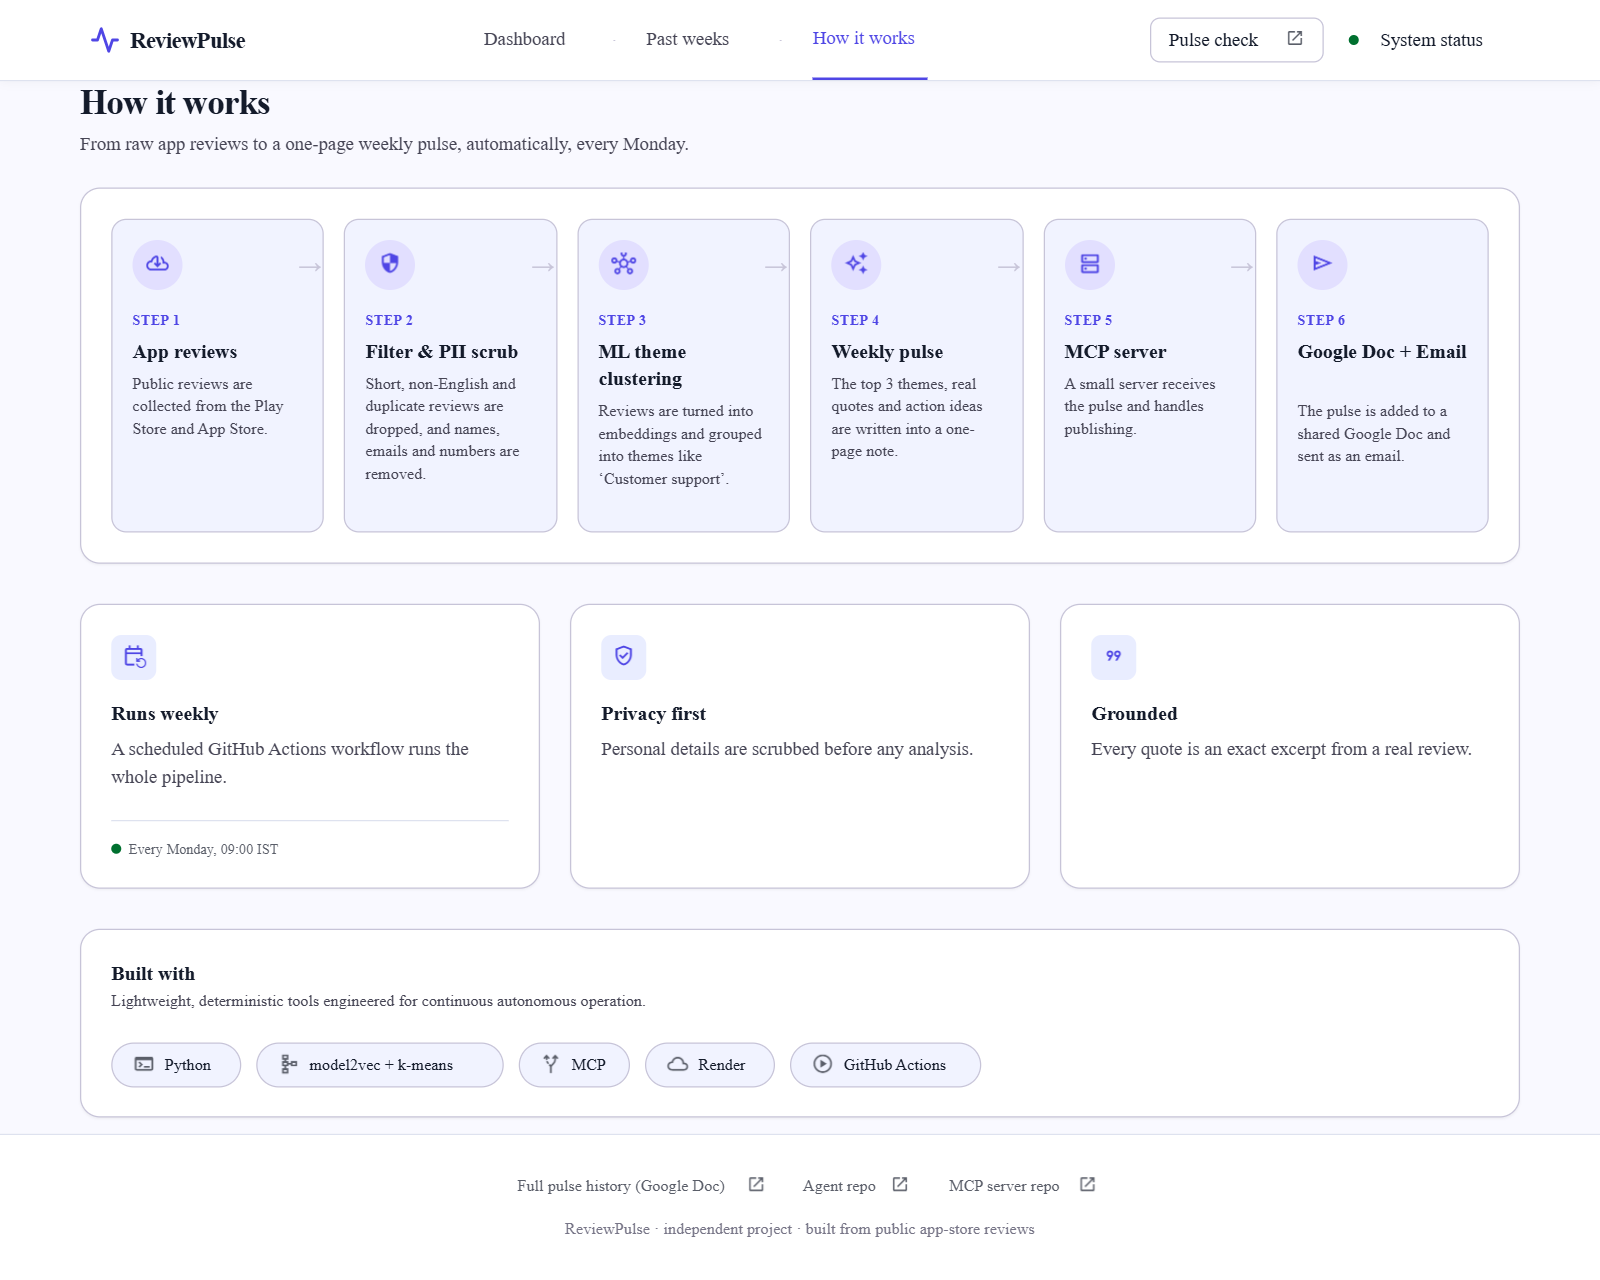 ReviewPulse
Dashboard · Past weeks · How it works
Pulse check
System status
How it works
From raw app reviews to a one-page weekly pulse, automatically, every Monday.
→
STEP 1
App reviews
Public reviews are
collected from the Play
Store and App Store.
→
STEP 2
Filter & PII scrub
Short, non-English and
duplicate reviews are
dropped, and names,
emails and numbers are
removed.
→
STEP 3
ML theme
clustering
Reviews are turned into
embeddings and grouped
into themes like
‘Customer support’.
→
STEP 4
Weekly pulse
The top 3 themes, real
quotes and action ideas
are written into a one-
page note.
→
STEP 5
MCP server
A small server receives
the pulse and handles
publishing.
STEP 6
Google Doc + Email
The pulse is added to a
shared Google Doc and
sent as an email.
Runs weekly
A scheduled GitHub Actions workflow runs the
whole pipeline.
Every Monday, 09:00 IST
Privacy first
Personal details are scrubbed before any analysis.
Grounded
Every quote is an exact excerpt from a real review.
Built with
Lightweight, deterministic tools engineered for continuous autonomous operation.
Python
model2vec + k-means
MCP
Render
GitHub Actions
Full pulse history (Google Doc)
Agent repo
MCP server repo
ReviewPulse · independent project · built from public app-store reviews